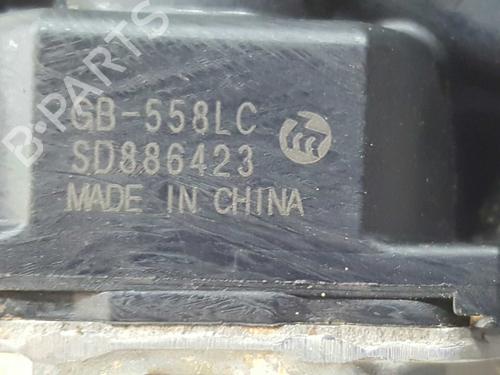 B-PARTS
GB-558LC
SD886423
MADE IN CHINA